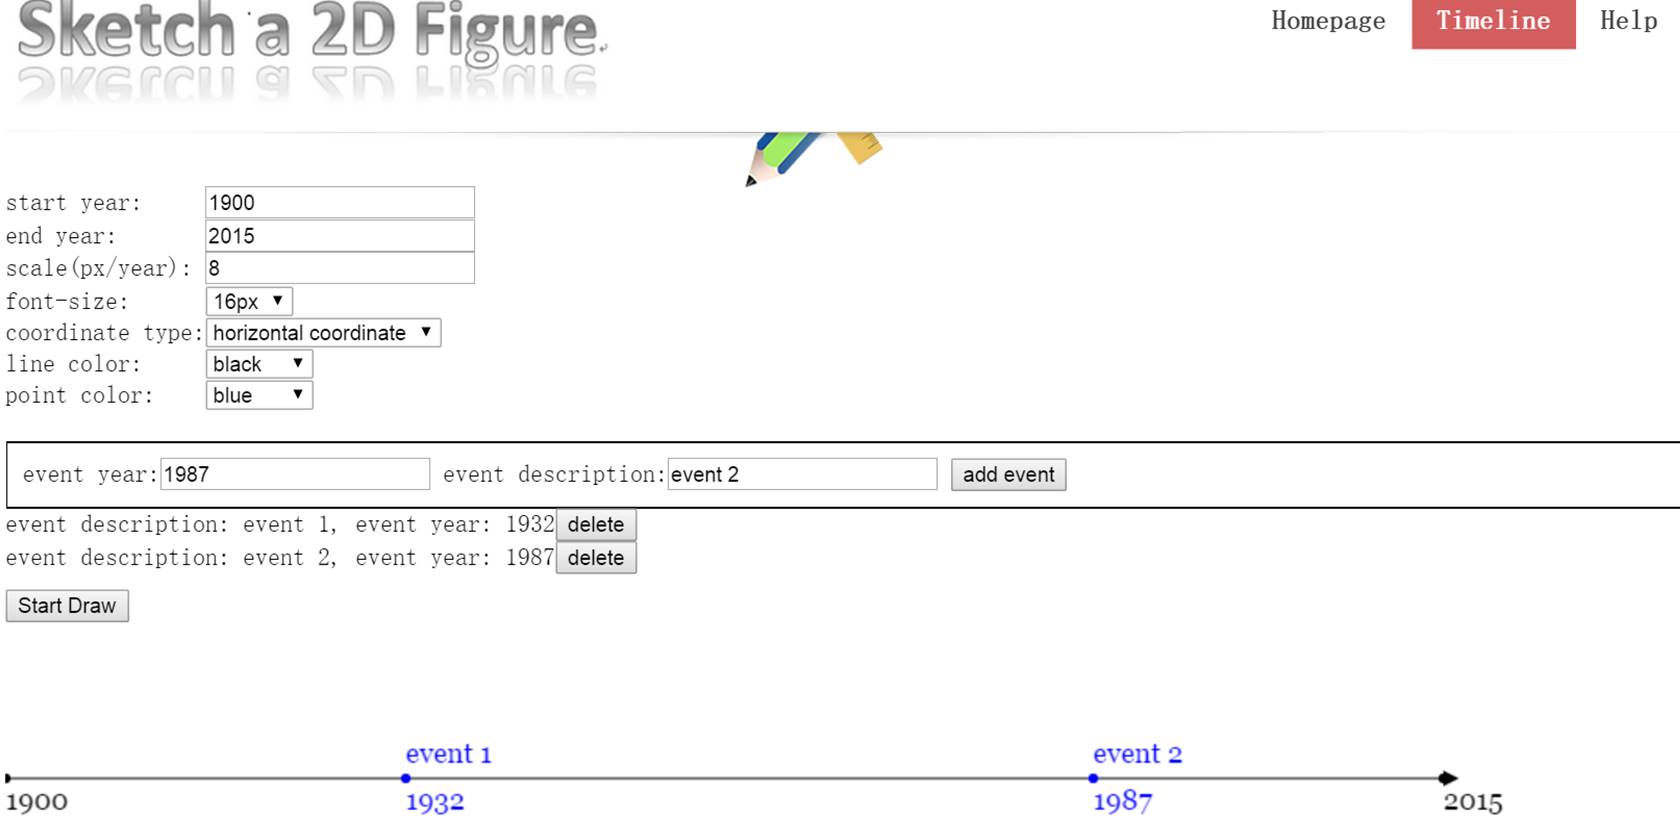 Sketch a 2D Figure
Homepage Timeline Help
start year: 1900
end year: 2015
scale(px/year): 8
font-size: 16px
coordinate type: horizontal coordinate
line color: black
point color: blue
event year: 1987 event description: event 2 add event
event description: event 1, event year: 1932 delete
event description: event 2, event year: 1987 delete
Start Draw
event 1 event 2
1900 1932 1987 2015